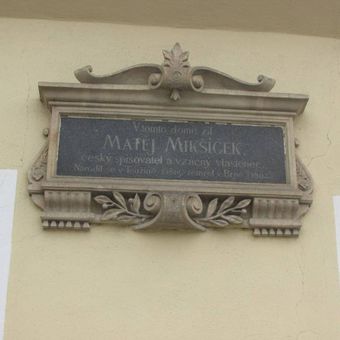 V tomto domě žil
MATĚJ MIKŠÍČEK,
český spisovatel a vzácný vlastenec.
Narodil se v , zemřel v Brně